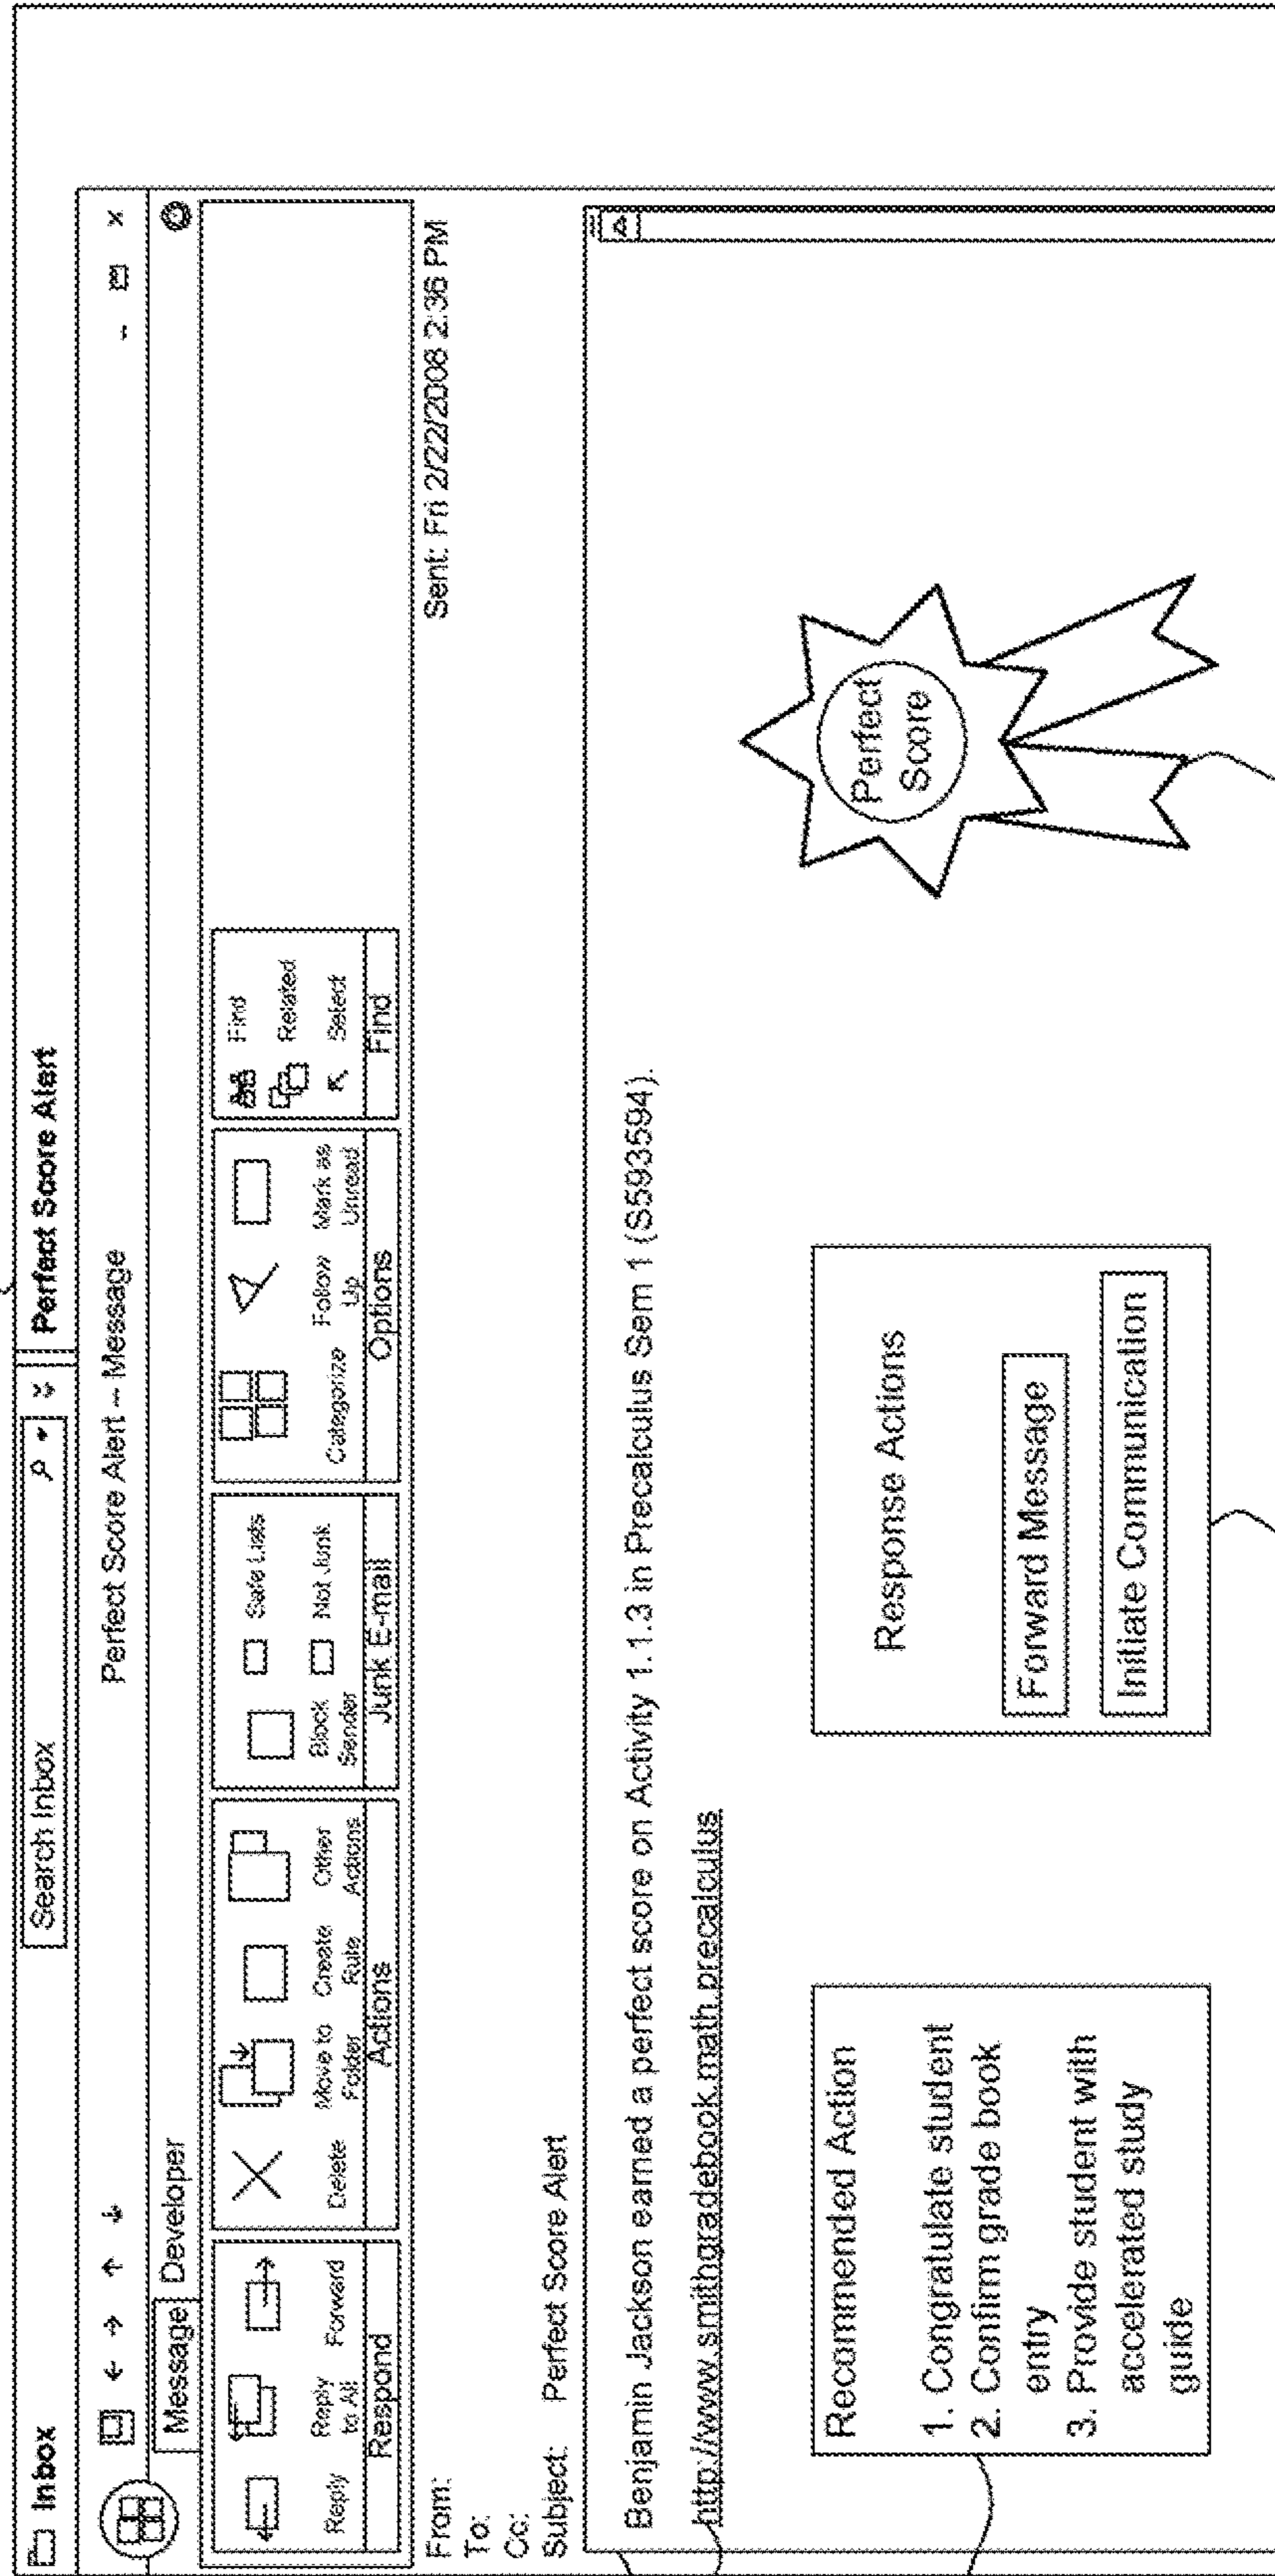 Inbox
Search Inbox
Perfect Score Alert
Perfect Score Alert – Message
Message Developer
Reply
Reply to All
Forward
Respond
Delete
Move to Folder
Create Rule
Other Actions
Actions
Block Sender
Safe Lists
Not Junk
Junk E-mail
Categorize
Follow Up
Mark as Unread
Options
Find
Related
Select
Find
From:
To:
Cc:
Subject: Perfect Score Alert
Sent: Fri 2/22/2008 2:36 PM
Benjamin Jackson earned a perfect score on Activity 1.1.3 in Precalculus Sem 1 (S593594).
http://www.smithgradebook.math.precalculus
Recommended Action
1. Congratulate student
2. Confirm grade book
entry
3. Provide student with
accelerated study
guide
Response Actions
Forward Message
Initiate Communication
Perfect
Score